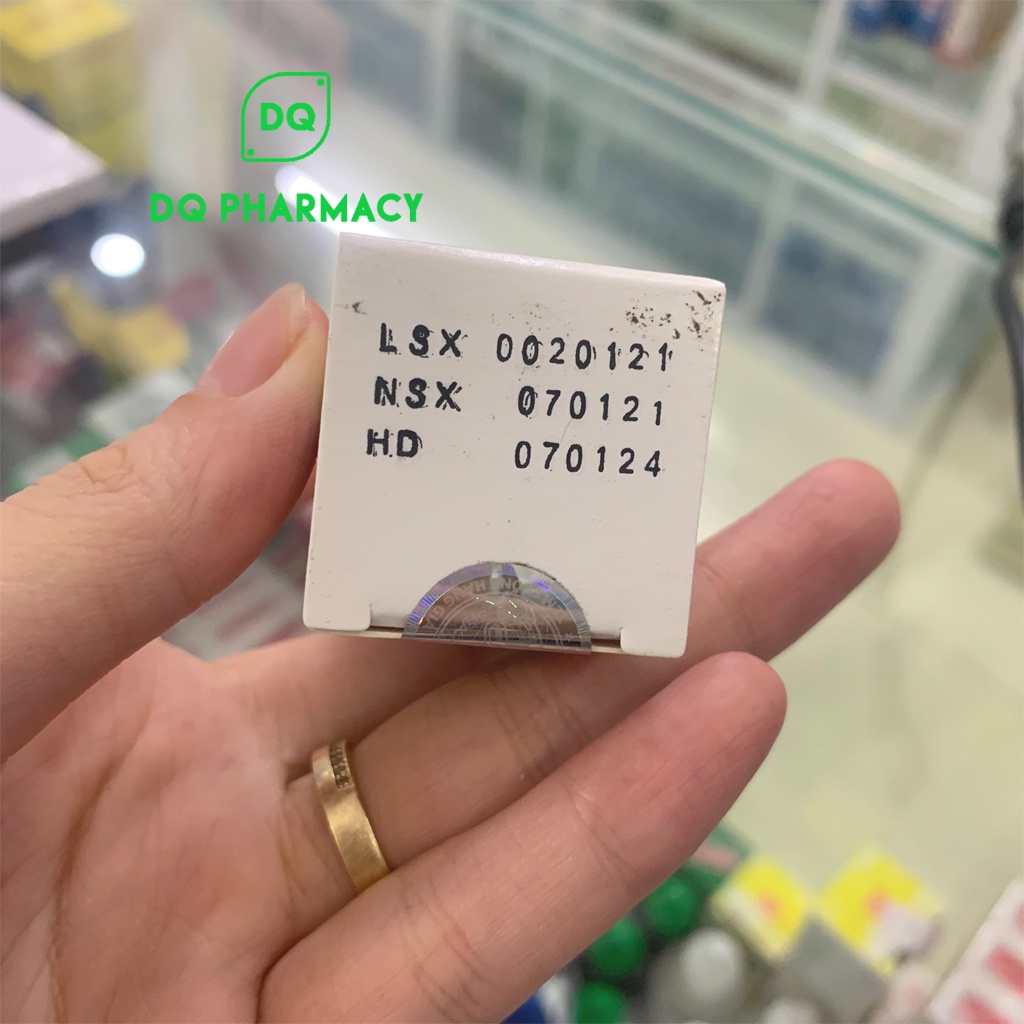 DQ
DQ PHARMACY
LSX 0020121
NSX 070121
HD 070124